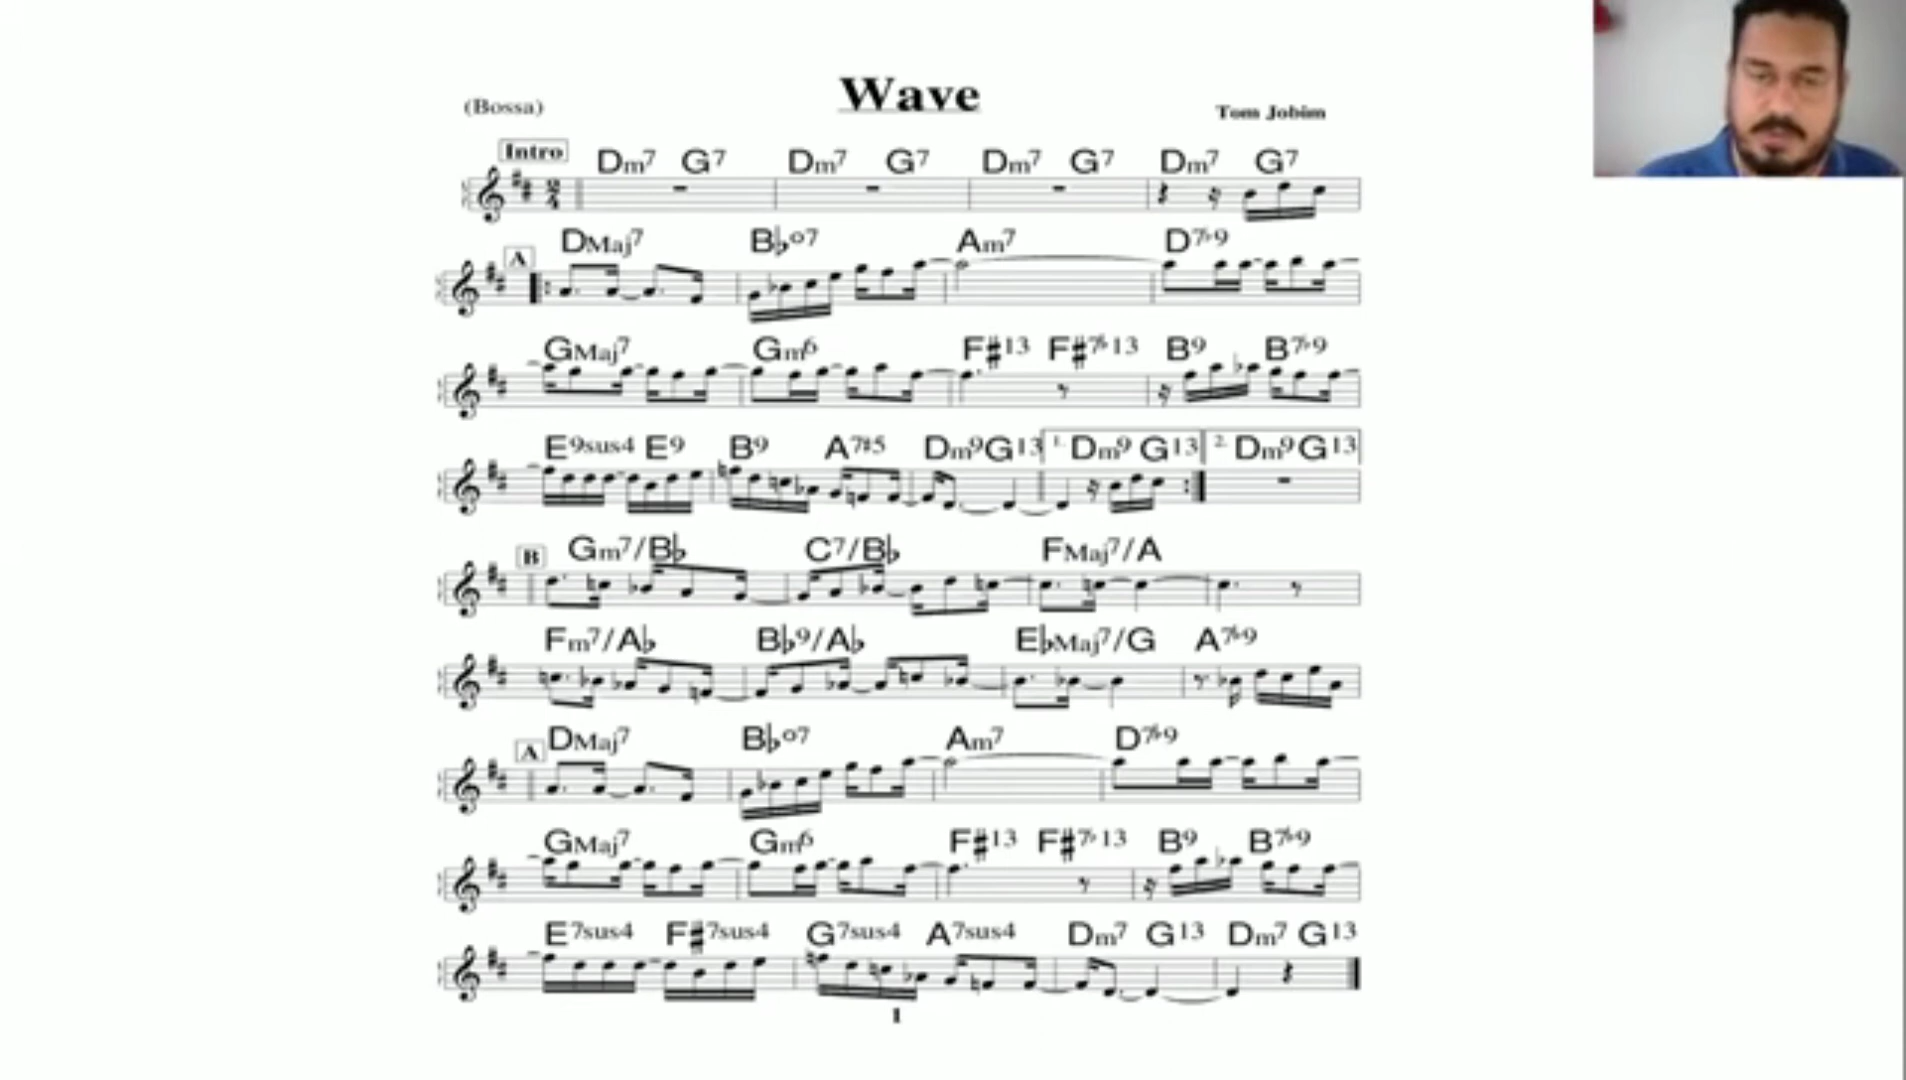 Wave
(Bossa)
Tom Jobim
Intro
Dm7 G7 Dm7 G7 Dm7 G7 Dm7 G7
2/4
A
DMaj7 B♭o7 Am7 D7♭9
GMaj7 Gm6 F#13 F#7♭13 B9 B7♭9
E9sus4 E9 B9 A7#5 Dm9 G13 1. Dm9 G13 2. Dm9 G13
B
Gm7/B♭ C7/B♭ FMaj7/A
Fm7/A♭ B♭9/A♭ E♭Maj7/G A7♭9
A
DMaj7 B♭o7 Am7 D7♭9
GMaj7 Gm6 F#13 F#7♭13 B9 B7♭9
E7sus4 F#7sus4 G7sus4 A7sus4 Dm7 G13 Dm7 G13
1